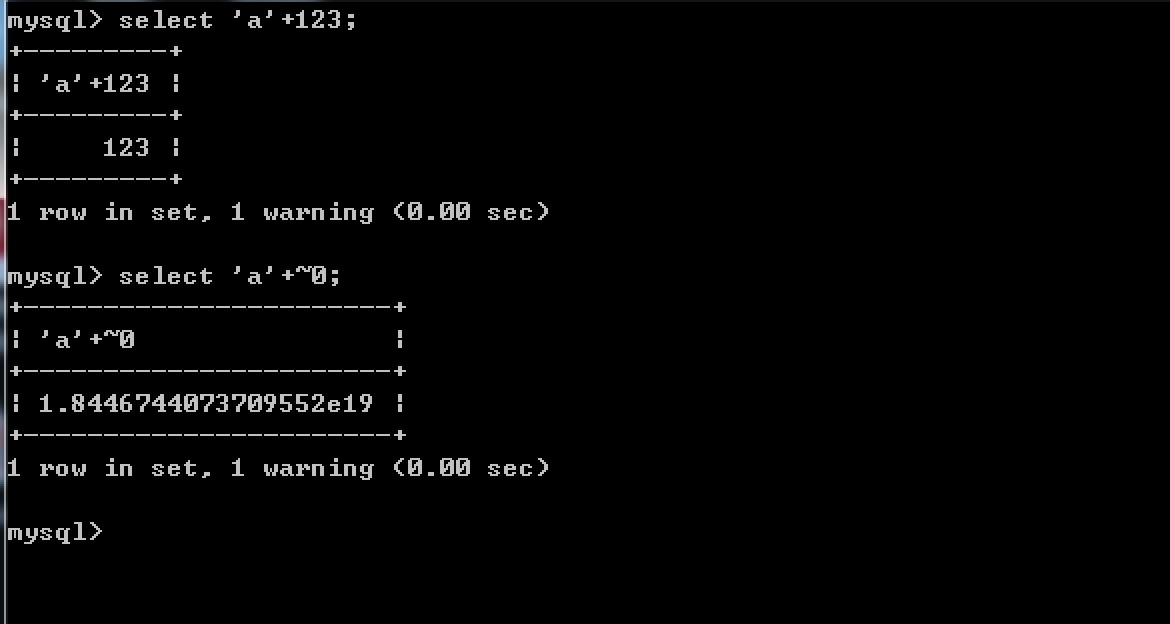 mysql> select 'a'+123;
+---------+
| 'a'+123 |
+---------+
|     123 |
+---------+
1 row in set, 1 warning (0.00 sec)
mysql> select 'a'+~0;
+-----------------------+
| 'a'+~0                |
+-----------------------+
| 1.8446744073709552e19 |
+-----------------------+
1 row in set, 1 warning (0.00 sec)
mysql>